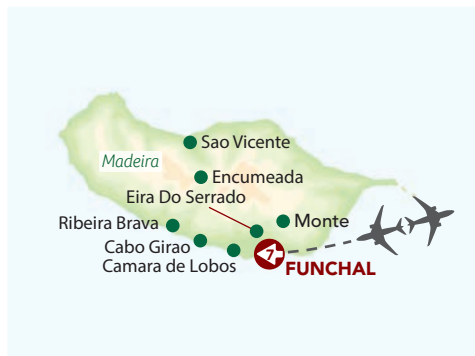 Sao Vicente
Madeira
Encumeada
Eira Do Serrado
Ribeira Brava
Monte
Cabo Girao
Camara de Lobos
7
FUNCHAL